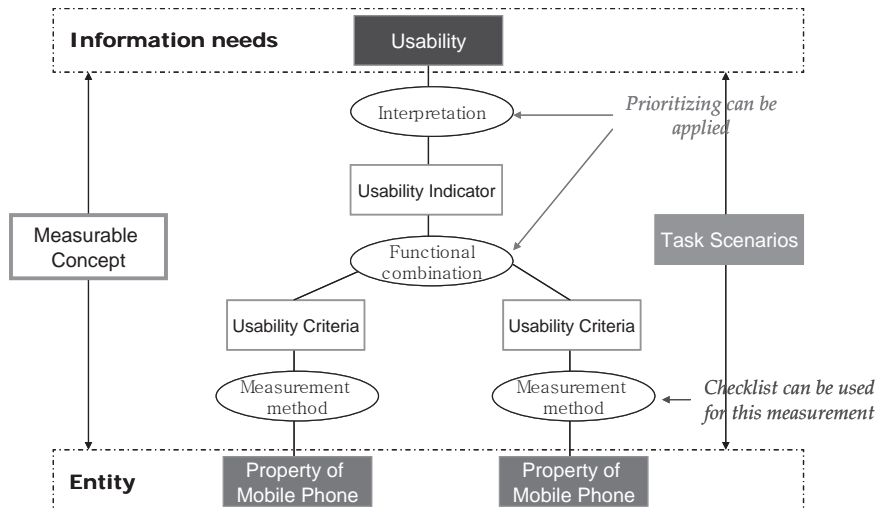 Information needs
Usability
Interpretation
Prioritizing can be
applied
Usability Indicator
Measurable
Concept
Functional
combination
Task Scenarios
Usability Criteria
Usability Criteria
Measurement
method
Measurement
method
Checklist can be used
for this measurement
Entity
Property of
Mobile Phone
Property of
Mobile Phone